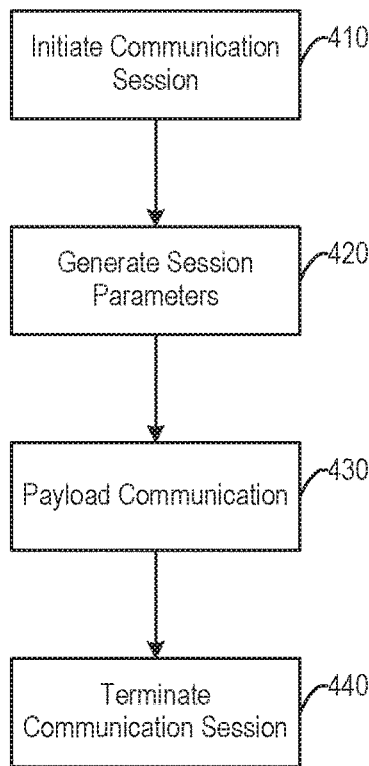 Initiate Communication
Session
410
Generate Session
Parameters
420
Payload Communication
430
Terminate
Communication Session
440